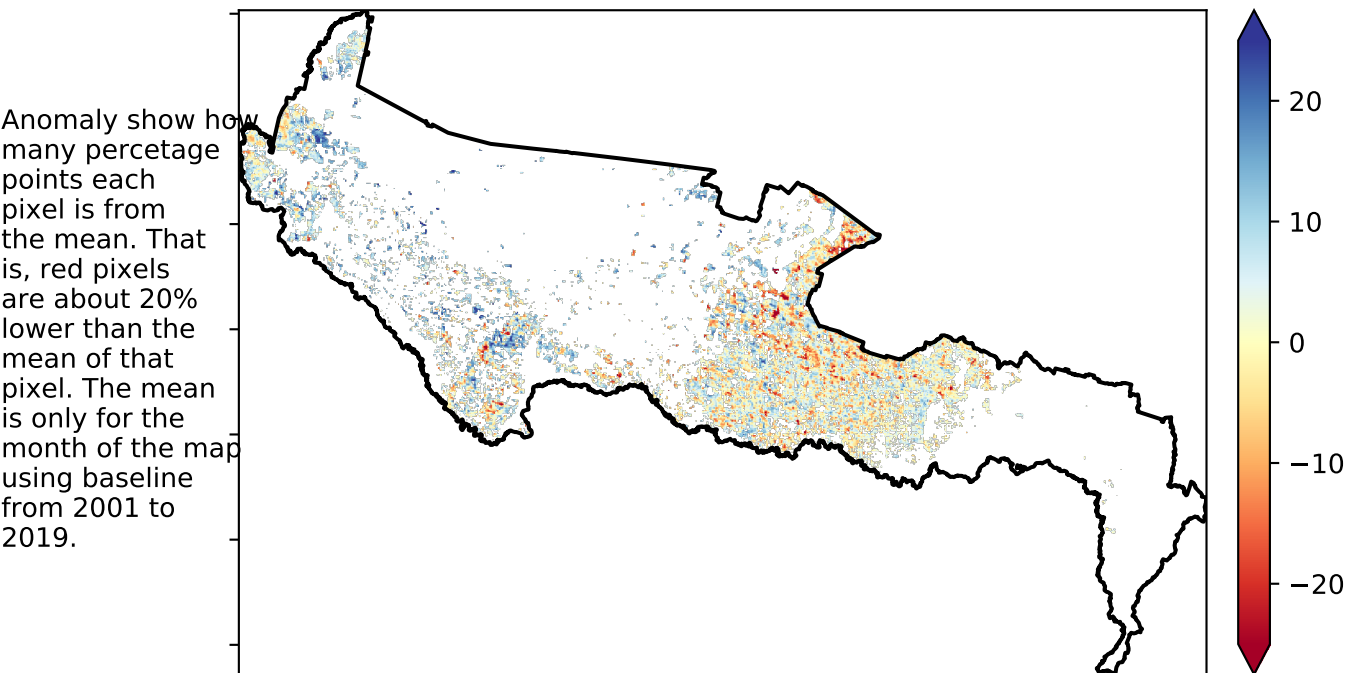 Anomaly show how
many percetage
points each
pixel is from
the mean. That
is, red pixels
are about 20%
lower than the
mean of that
pixel. The mean
is only for the
month of the map
using baseline
from 2001 to
2019.
20
10
0
−10
−20